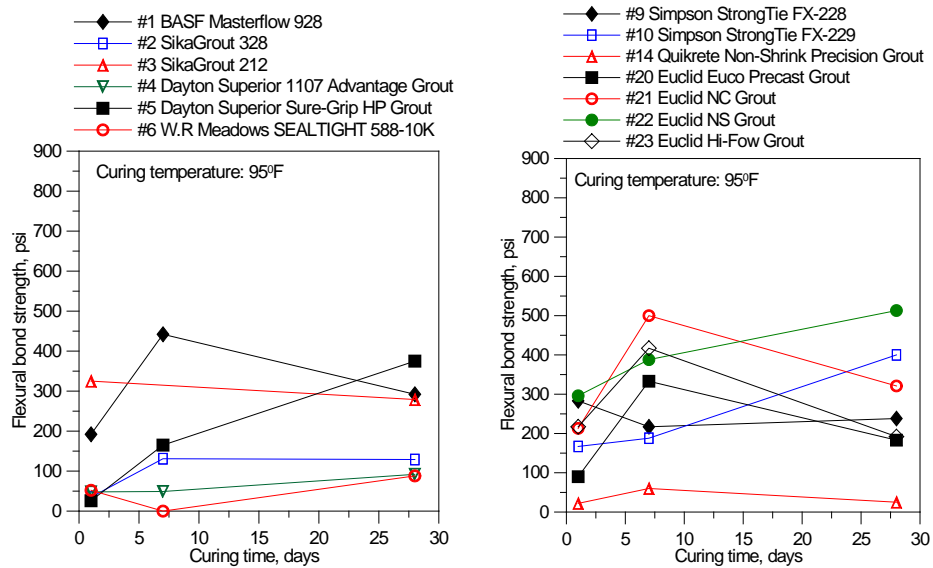 #1 BASF Masterflow 928
#2 SikaGrout 328
#3 SikaGrout 212
#4 Dayton Superior 1107 Advantage Grout
#5 Dayton Superior Sure-Grip HP Grout
#6 W.R Meadows SEALTIGHT 588-10K
900
800
700
600
500
400
300
200
100
0
Flexural bond strength, psi
Curing temperature: 95⁰F
0 5 10 15 20 25 30
Curing time, days
#9 Simpson StrongTie FX-228
#10 Simpson StrongTie FX-229
#14 Quikrete Non-Shrink Precision Grout
#20 Euclid Euco Precast Grout
#21 Euclid NC Grout
#22 Euclid NS Grout
#23 Euclid Hi-Fow Grout
900
800
700
600
500
400
300
200
100
0
Flexural bond strength, psi
Curing temperature: 95⁰F
0 5 10 15 20 25 30
Curing time, days